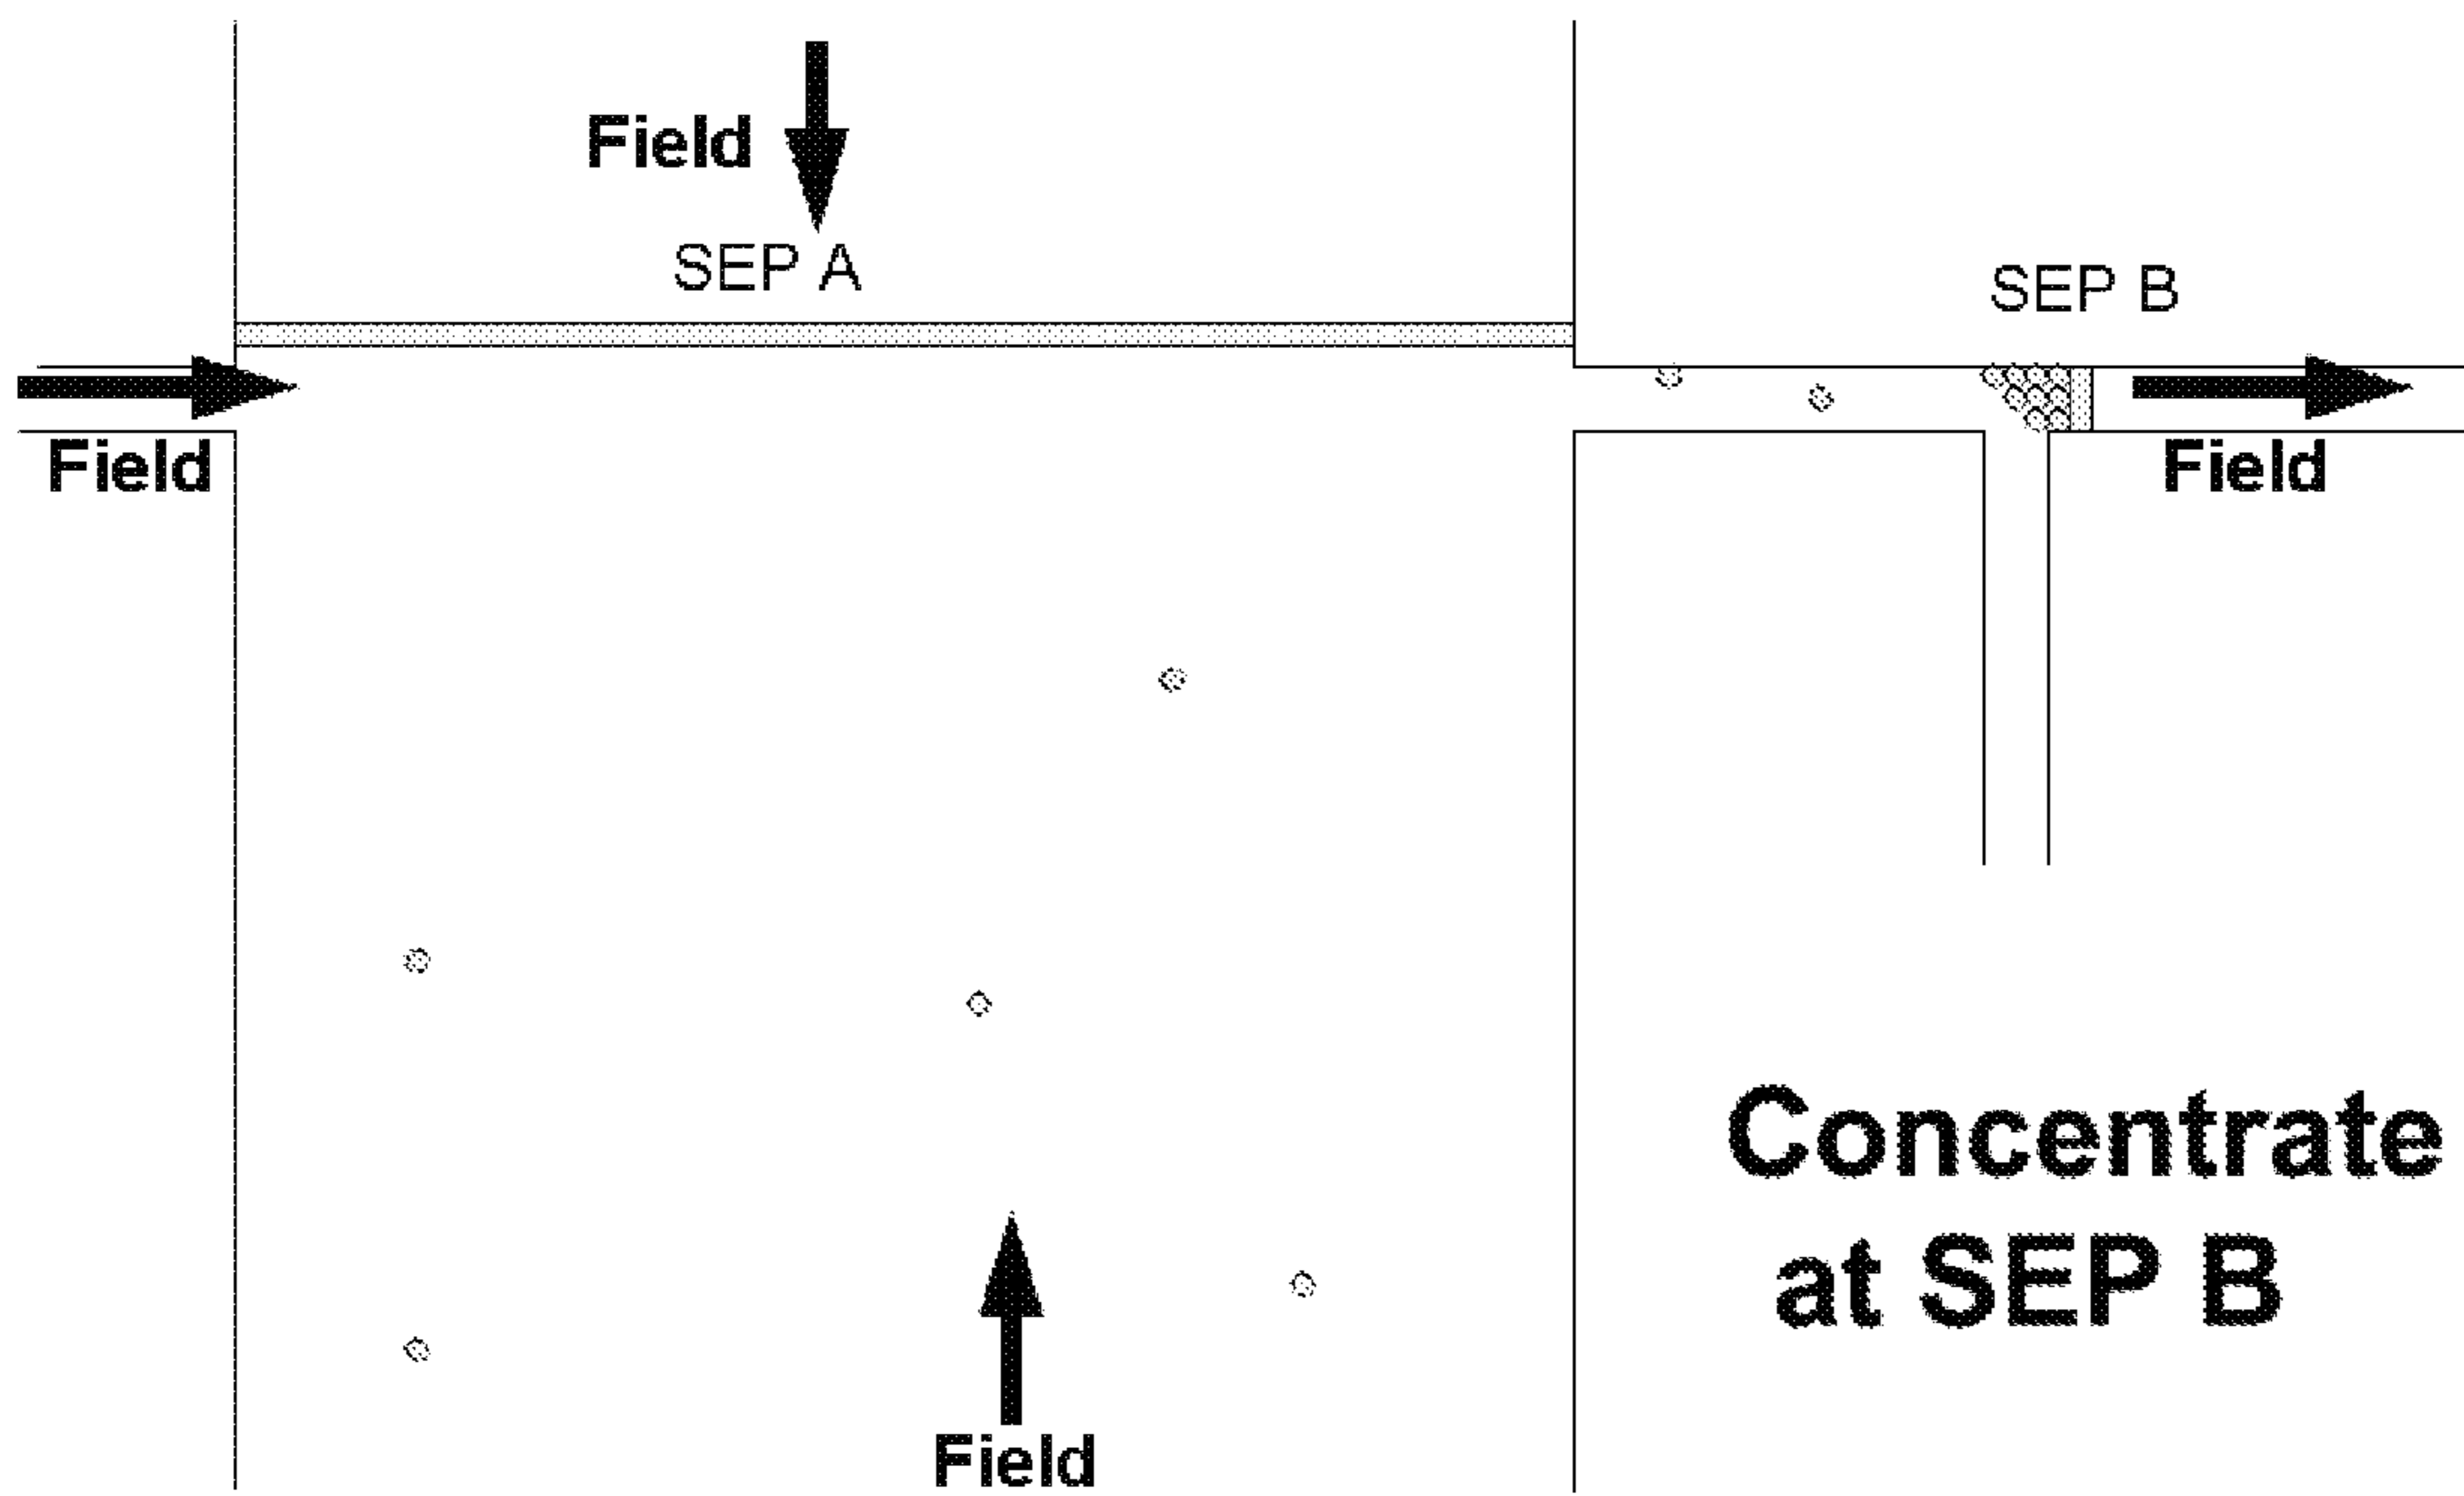 Field
SEP A
SEP B
Field
Field
Concentrate
at SEP B
Field